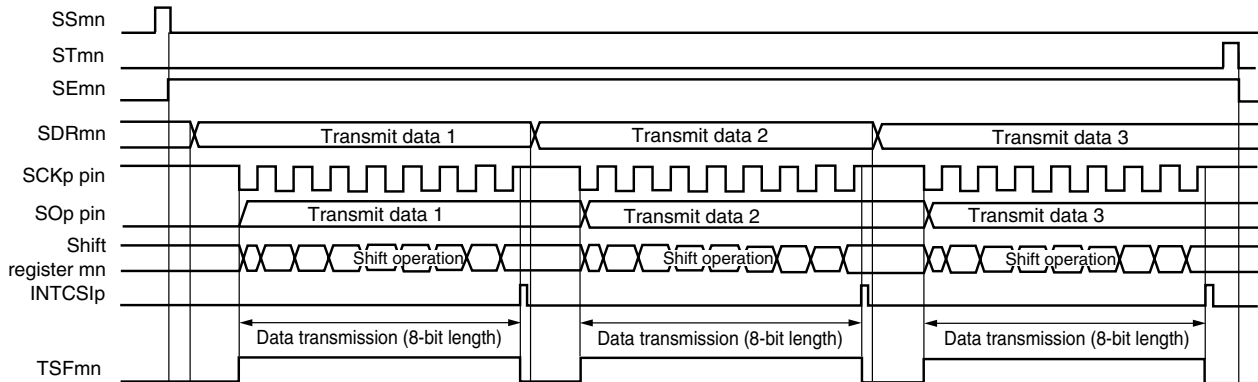 SSmn
STmn
SEmn
SDRmn Transmit data 1 Transmit data 2 Transmit data 3
SCKp pin
SOp pin Transmit data 1 Transmit data 2 Transmit data 3
Shift
register mn Shift operation Shift operation Shift operation
INTCSIp
Data transmission (8-bit length) Data transmission (8-bit length) Data transmission (8-bit length)
TSFmn